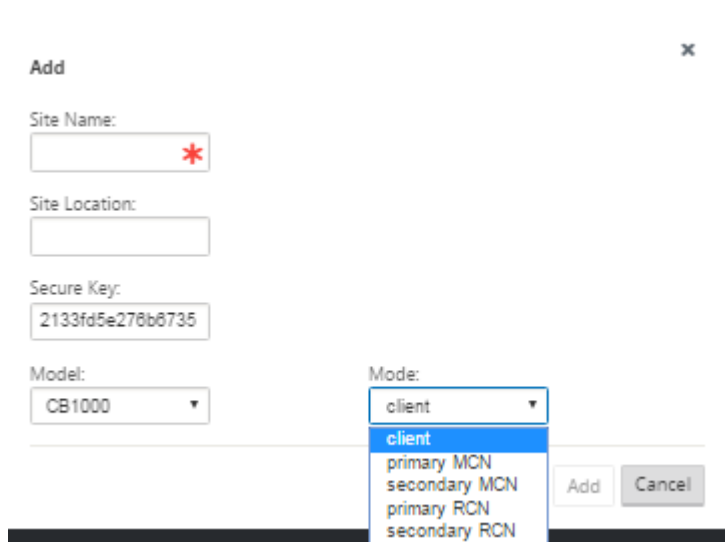 Add
Site Name:
Site Location:
Secure Key:
2133fd5e276b6735
Model:
Mode:
CB1000
client
client
primary MCN
secondary MCN
primary RCN
secondary RCN
Add
Cancel